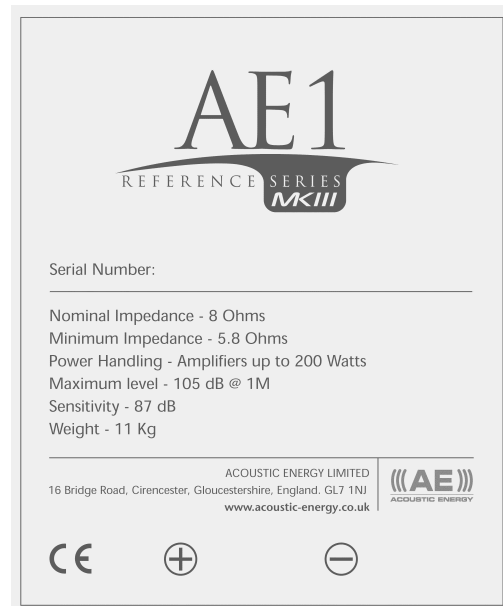 AE1
REFERENCE SERIES
MKIII
Serial Number:
Nominal Impedance - 8 Ohms
Minimum Impedance - 5.8 Ohms
Power Handling - Amplifiers up to 200 Watts
Maximum level - 105 dB @ 1M
Sensitivity - 87 dB
Weight - 11 Kg
ACOUSTIC ENERGY LIMITED
16 Bridge Road, Cirencester, Gloucestershire, England. GL7 1NJ
www.acoustic-energy.co.uk
(((AE)))
ACOUSTIC ENERGY
CE + −